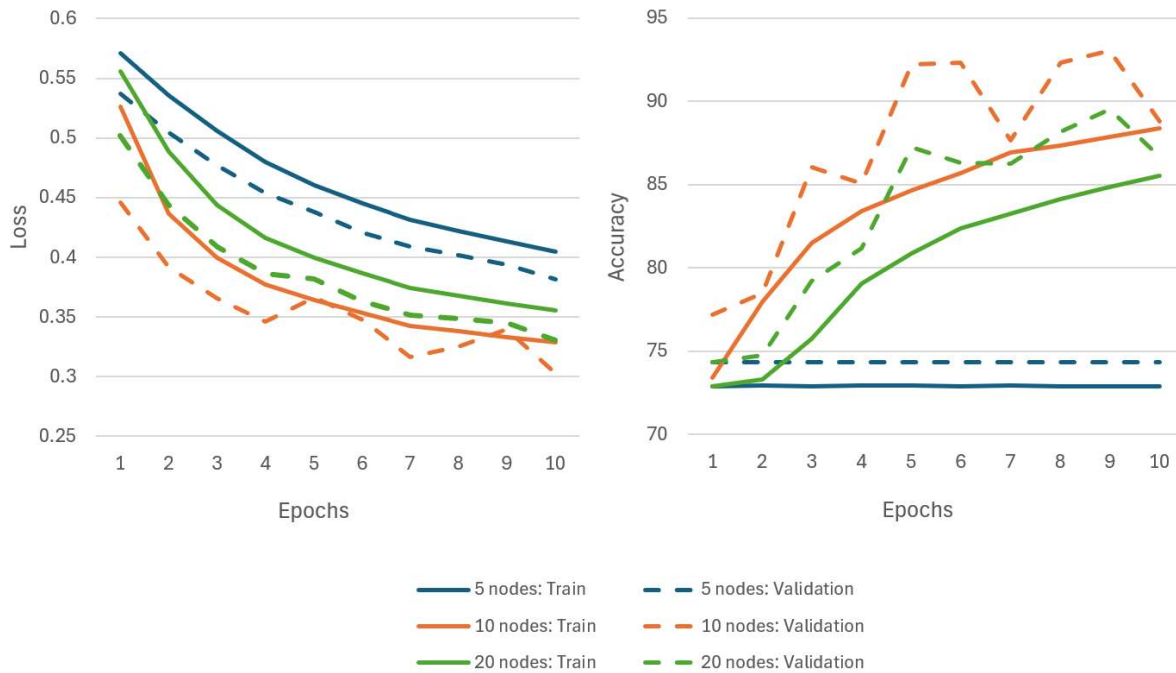 0.6
0.55
0.5
0.45
0.4
0.35
0.3
0.25
Loss
1 2 3 4 5 6 7 8 9 10
Epochs
95
90
85
80
75
70
Accuracy
1 2 3 4 5 6 7 8 9 10
Epochs
5 nodes: Train
5 nodes: Validation
10 nodes: Train
10 nodes: Validation
20 nodes: Train
20 nodes: Validation